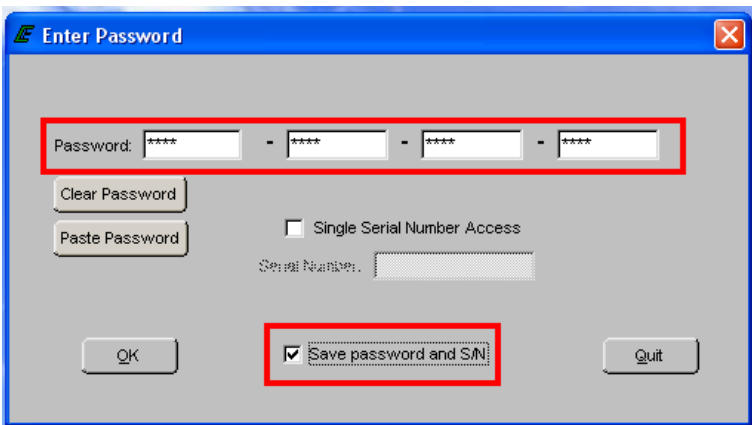 Enter Password
Password: **** - **** - **** - ****
Clear Password
Paste Password
Single Serial Number Access
Serial Number:
OK
Save password and S/N
Quit